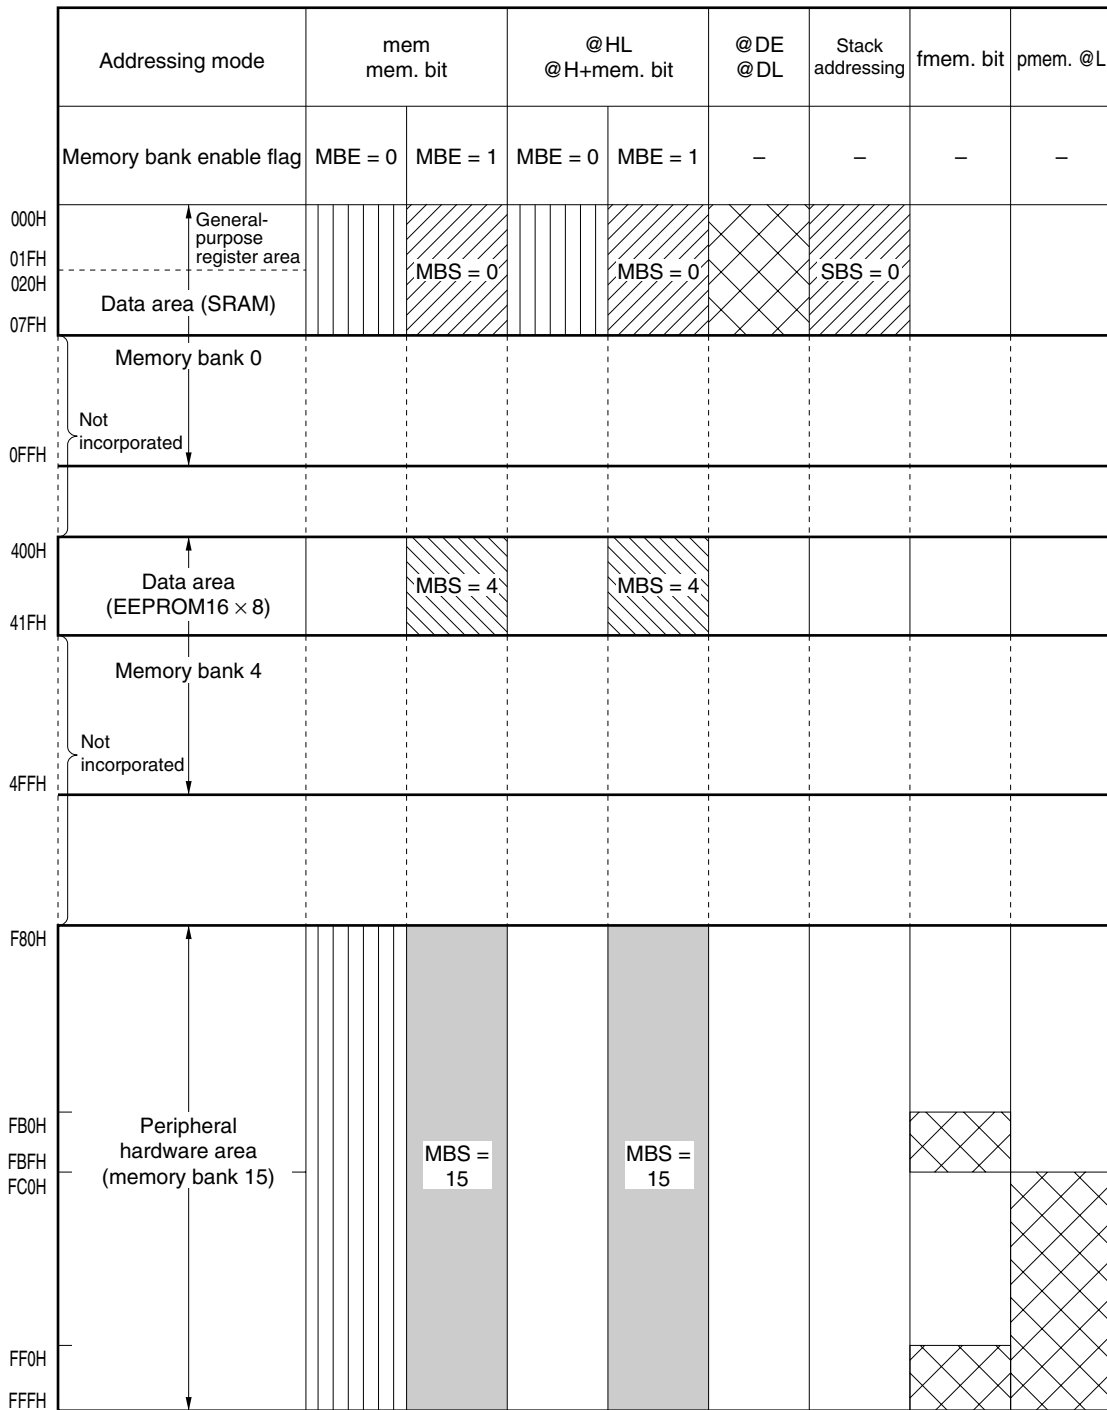 Addressing mode
mem
mem. bit
@HL
@H+mem. bit
@DE
@DL
Stack
addressing
fmem. bit
pmem. @L
Memory bank enable flag
MBE = 0
MBE = 1
MBE = 0
MBE = 1
–
–
–
–
000H
General-
purpose
register area
01FH
020H
MBS = 0
MBS = 0
SBS = 0
Data area (SRAM)
07FH
Memory bank 0
Not
incorporated
0FFH
400H
Data area
(EEPROM16 × 8)
MBS = 4
MBS = 4
41FH
Memory bank 4
Not
incorporated
4FFH
F80H
FB0H
Peripheral
hardware area
(memory bank 15)
MBS =
15
MBS =
15
FBFH
FC0H
FF0H
FFFH